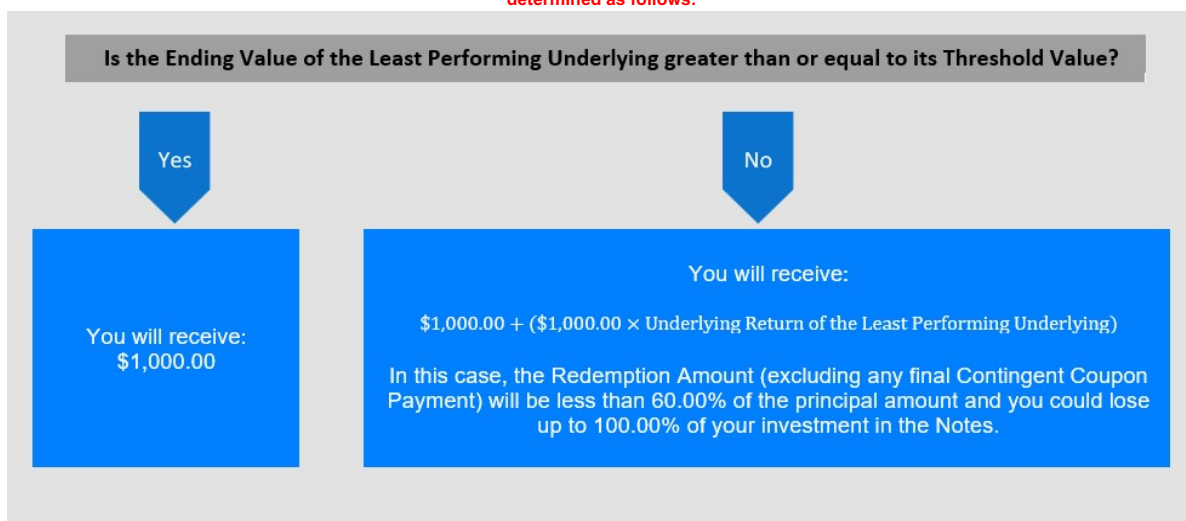 determined as follows:
Is the Ending Value of the Least Performing Underlying greater than or equal to its Threshold Value?
Yes
No
You will receive:
$1,000.00
You will receive:
$1,000.00 + ($1,000.00 × Underlying Return of the Least Performing Underlying)
In this case, the Redemption Amount (excluding any final Contingent Coupon
Payment) will be less than 60.00% of the principal amount and you could lose
up to 100.00% of your investment in the Notes.